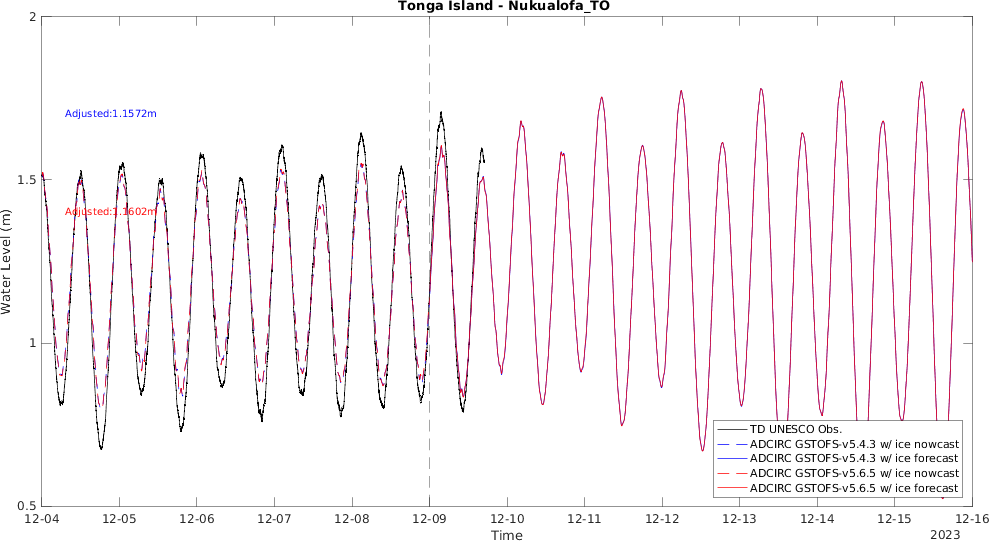 Tonga Island - Nukualofa_TO
2
Adjusted:1.1572m
1.5
Adjusted:1.1602m
Water Level (m)
1
TD UNESCO Obs.
ADCIRC GSTOFS-v5.4.3 w/ ice nowcast
ADCIRC GSTOFS-v5.4.3 w/ ice forecast
ADCIRC GSTOFS-v5.6.5 w/ ice nowcast
ADCIRC GSTOFS-v5.6.5 w/ ice forecast
0.5
12-04 12-05 12-06 12-07 12-08 12-09 12-10 12-11 12-12 12-13 12-14 12-15 12-16
Time
2023